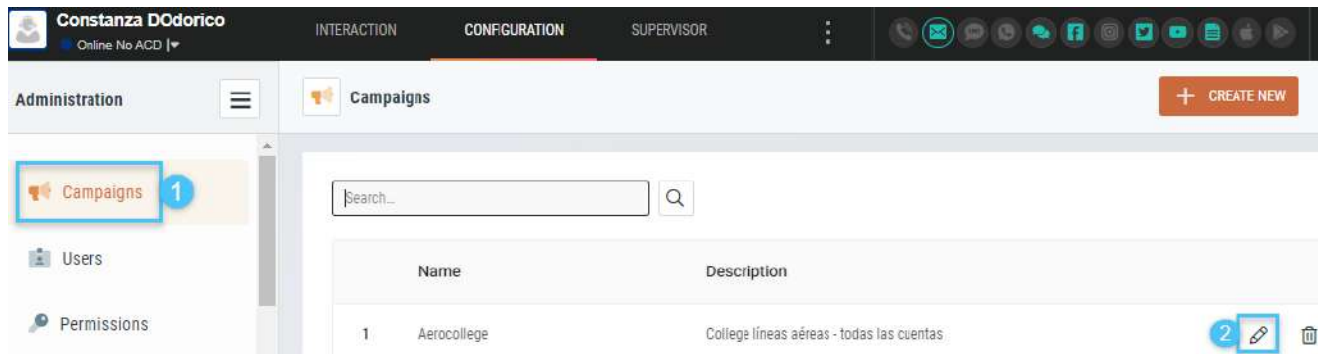 Constanza DOdorico
Online No ACD
INTERACTION
CONFIGURATION
SUPERVISOR
Administration
Campaigns
CREATE NEW
Campaigns 1
Search...
Users
Name Description
Permissions
1 Aerocollege College líneas aéreas - todas las cuentas 2